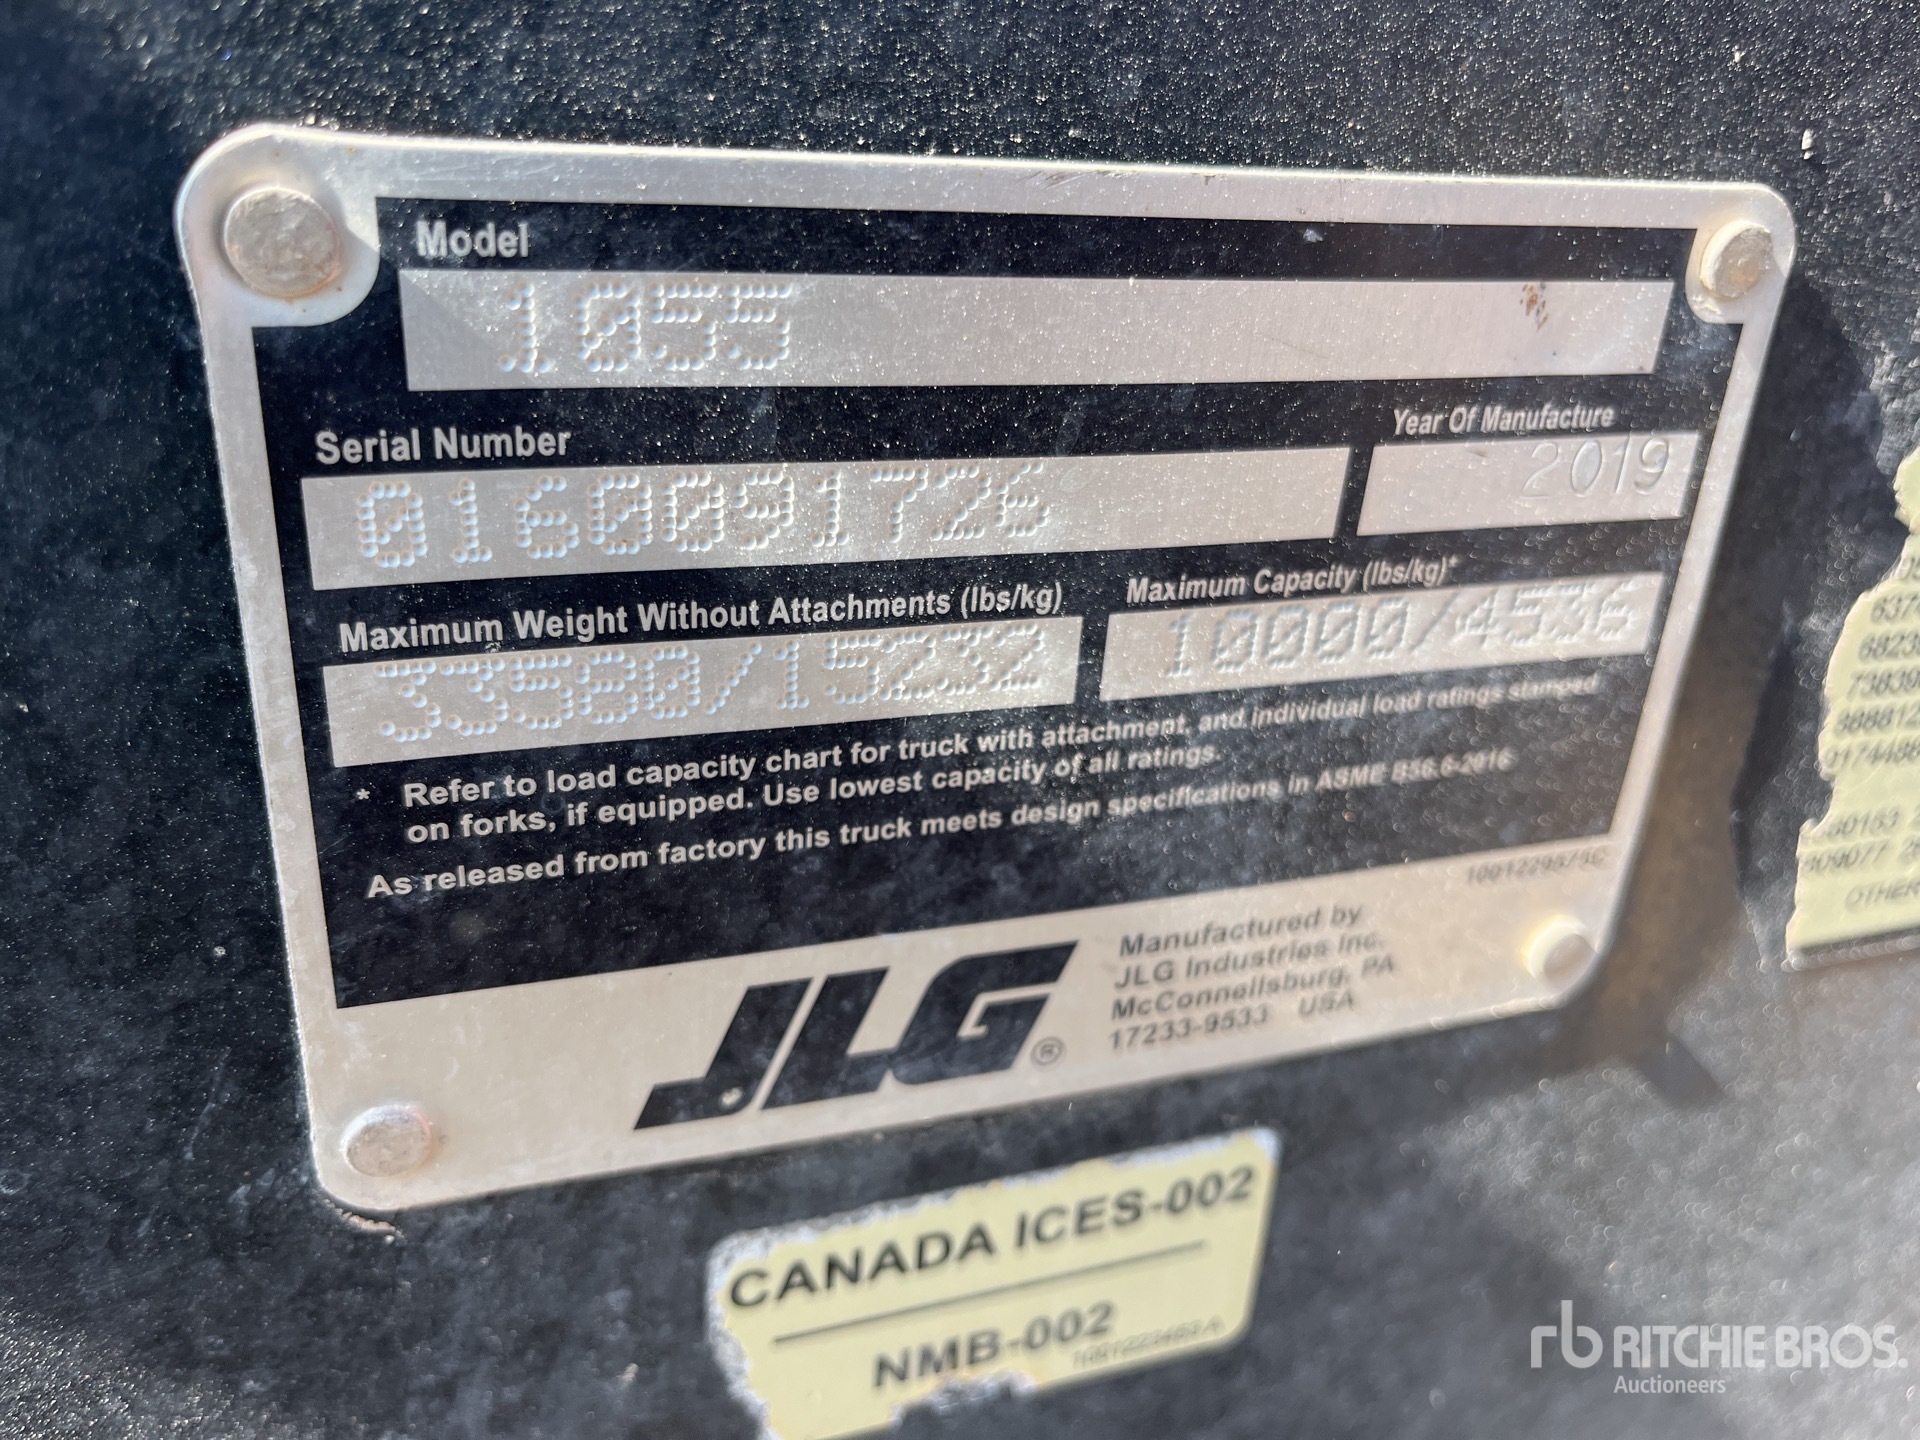 Model
1055
Serial Number
0160091726
Year Of Manufacture
2019
Maximum Weight Without Attachments (lbs/kg)
33580/15232
Maximum Capacity (lbs/kg)*
10000/4536
* Refer to load capacity chart for truck with attachment, and individual load ratings stamped
on forks, if equipped. Use lowest capacity of all ratings.
As released from factory this truck meets design specifications in ASME B56.6-2016
JLG®
Manufactured by
JLG Industries Inc.
McConnellsburg, PA
17233-9533 USA
CANADA ICES-002
NMB-002
OTHER
rb RITCHIE BROS.
Auctioneers